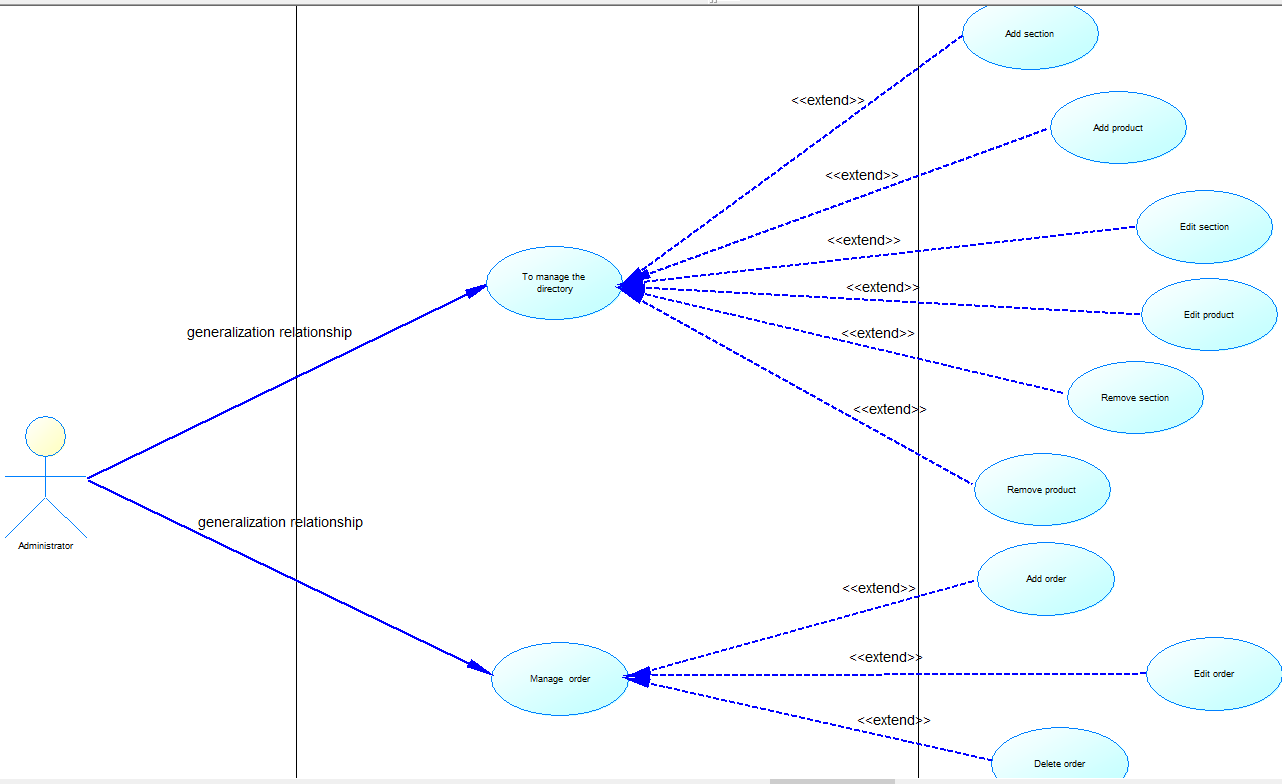 Add section
<<extend>>
Add product
<<extend>>
Edit section
<<extend>>
To manage the
directory
<<extend>>
Edit product
generalization relationship
<<extend>>
Remove section
<<extend>>
Remove product
generalization relationship
Administrator
Add order
<<extend>>
<<extend>>
Edit order
Manage order
<<extend>>
Delete order